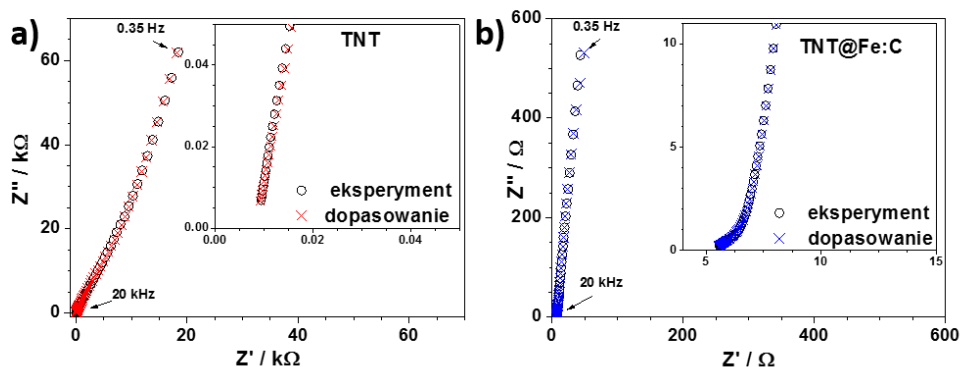 a)
0.35 Hz
TNT
0.04
0.02
0.00
0.00
0.02
0.04
eksperyment
dopasowanie
20 kHz
60
40
20
0
0
20
40
60
Z'' / kΩ
Z' / kΩ
b)
0.35 Hz
TNT@Fe:C
10
5
0
5
10
15
eksperyment
dopasowanie
20 kHz
600
400
200
0
0
200
400
600
Z'' / Ω
Z' / Ω